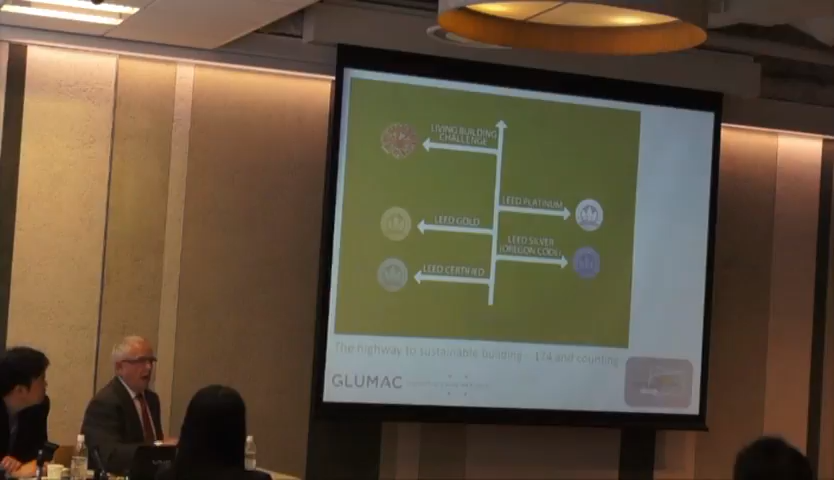 LIVING BUILDING
CHALLENGE
LEED PLATINUM
LEED GOLD
LEED SILVER
(OREGON CODE)
LEED CERTIFIED
The highway to sustainable building - 174 and counting
GLUMAC